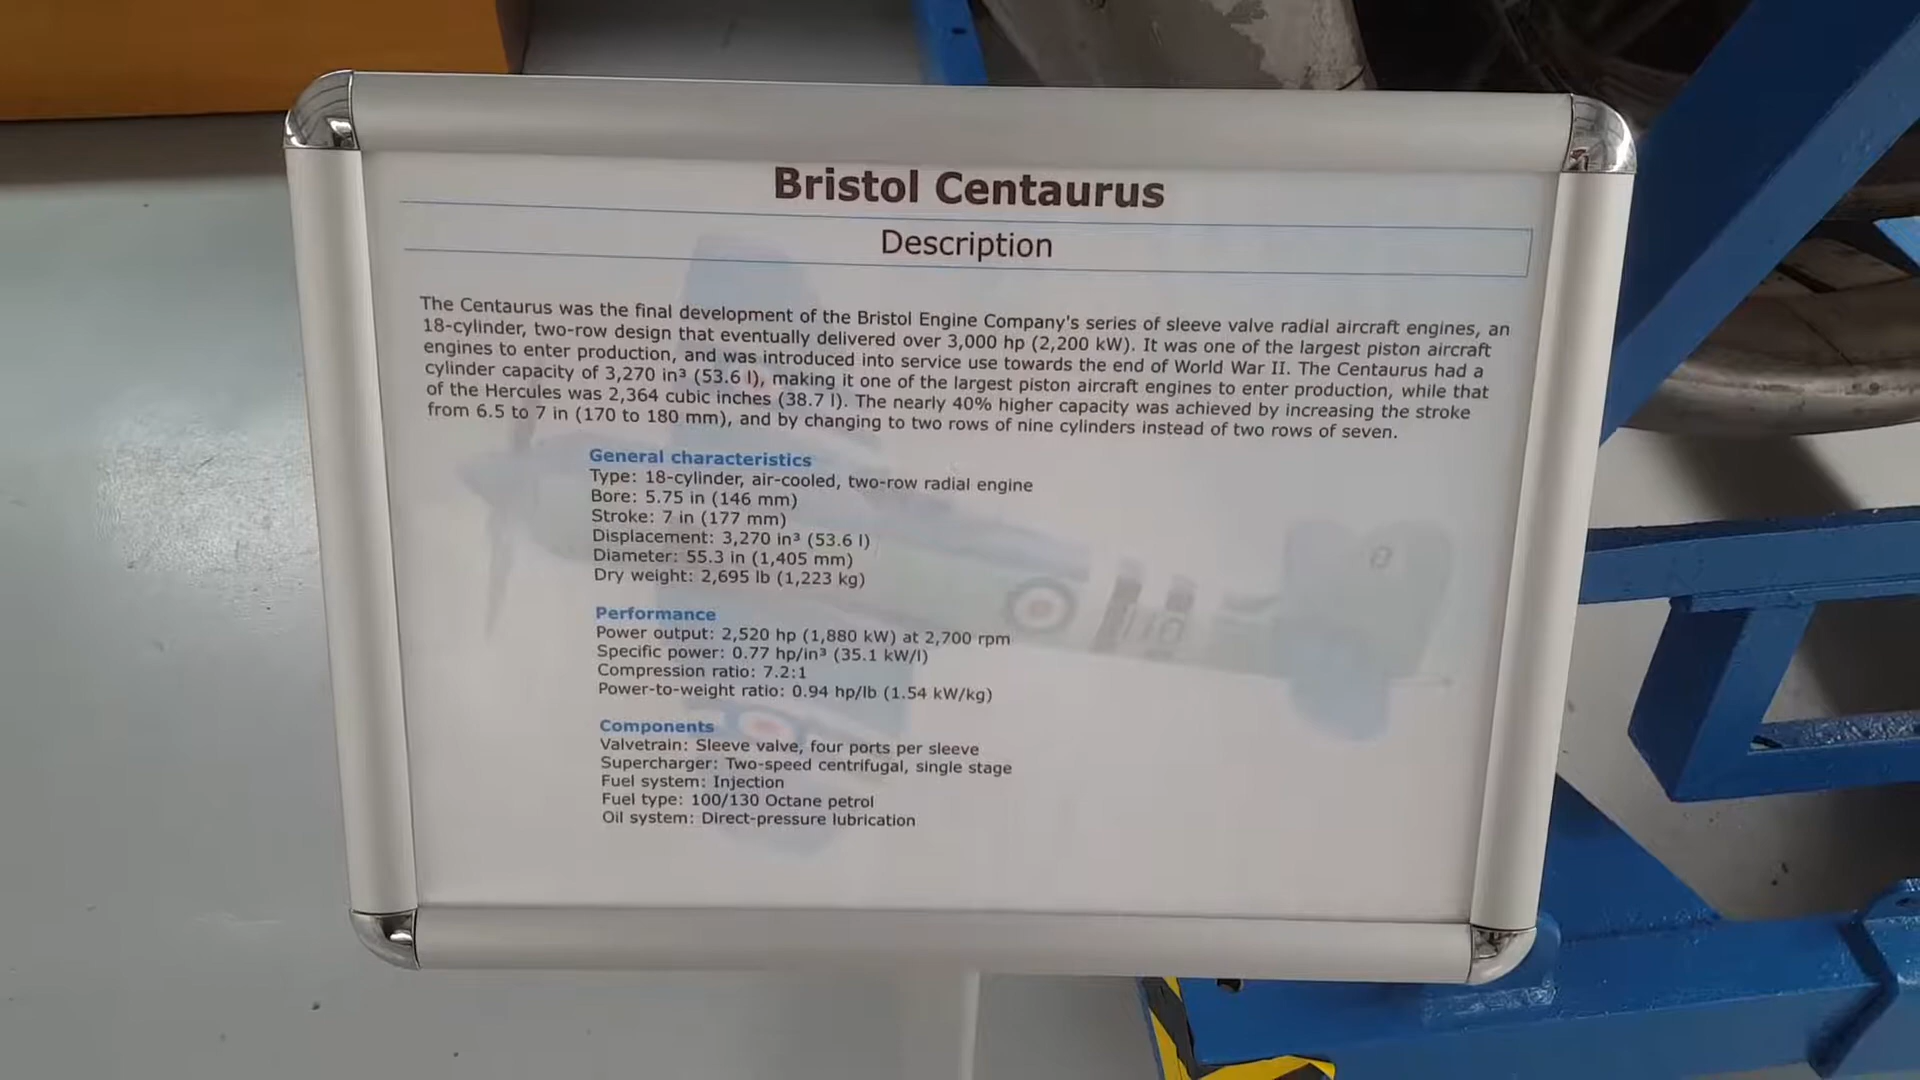 Bristol Centaurus
Description
The Centaurus was the final development of the Bristol Engine Company's series of sleeve valve radial aircraft engines, an
18-cylinder, two-row design that eventually delivered over 3,000 hp (2,200 kW). It was one of the largest piston aircraft
engines to enter production, and was introduced into service use towards the end of World War II. The Centaurus had a
cylinder capacity of 3,270 in³ (53.6 l), making it one of the largest piston aircraft engines to enter production, while that
of the Hercules was 2,364 cubic inches (38.7 l). The nearly 40% higher capacity was achieved by increasing the stroke
from 6.5 to 7 in (170 to 180 mm), and by changing to two rows of nine cylinders instead of two rows of seven.
General characteristics
Type: 18-cylinder, air-cooled, two-row radial engine
Bore: 5.75 in (146 mm)
Stroke: 7 in (177 mm)
Displacement: 3,270 in³ (53.6 l)
Diameter: 55.3 in (1,405 mm)
Dry weight: 2,695 lb (1,223 kg)
Performance
Power output: 2,520 hp (1,880 kW) at 2,700 rpm
Specific power: 0.77 hp/in³ (35.1 kW/l)
Compression ratio: 7.2:1
Power-to-weight ratio: 0.94 hp/lb (1.54 kW/kg)
Components
Valvetrain: Sleeve valve, four ports per sleeve
Supercharger: Two-speed centrifugal, single stage
Fuel system: Injection
Fuel type: 100/130 Octane petrol
Oil system: Direct-pressure lubrication